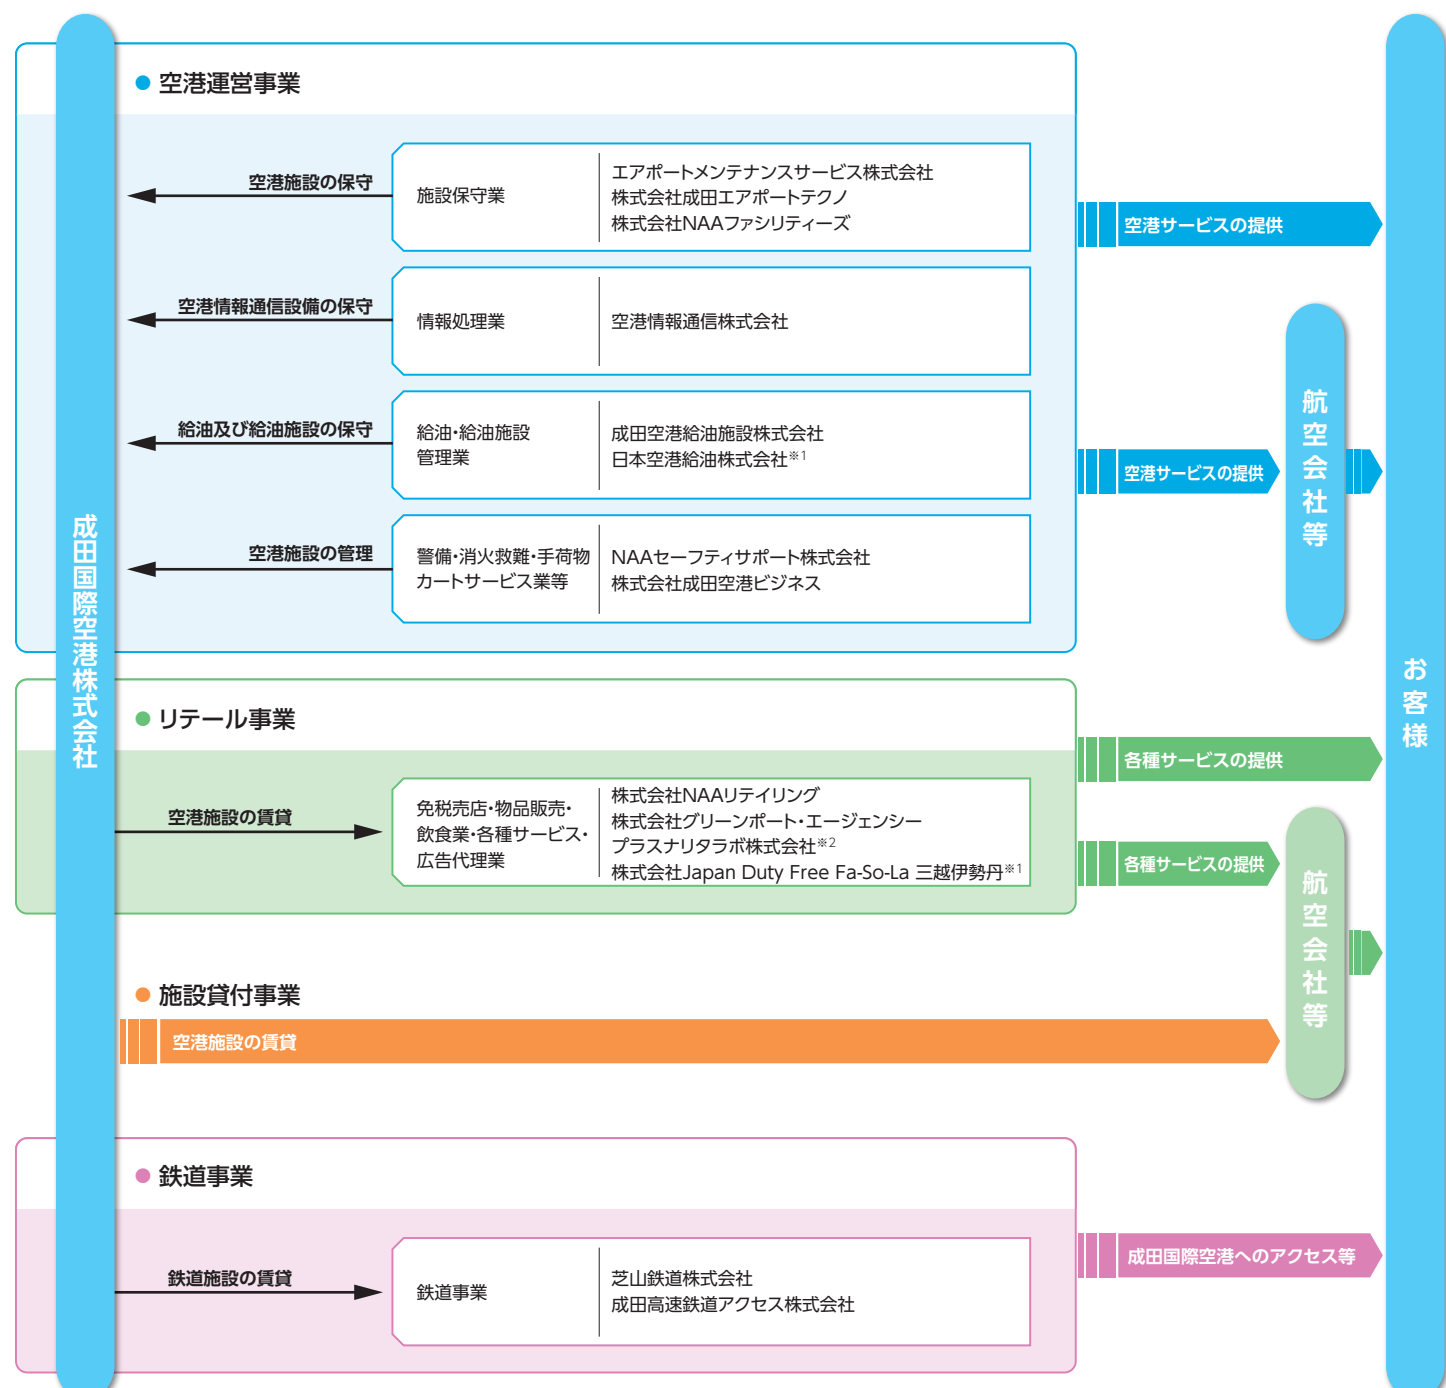 成田国際空港株式会社
空港運営事業
空港施設の保守
施設保守業
エアポートメンテナンスサービス株式会社
株式会社成田エアポートテクノ
株式会社NAAファシリティーズ
空港サービスの提供
空港情報通信設備の保守
情報処理業
空港情報通信株式会社
給油及び給油施設の保守
給油・給油施設
管理業
成田空港給油施設株式会社
日本空港給油株式会社※1
空港サービスの提供
航空会社等
空港施設の管理
警備・消火救難・手荷物
カートサービス業等
NAAセーフティサポート株式会社
株式会社成田空港ビジネス
お客様
リテール事業
各種サービスの提供
空港施設の賃貸
免税売店・物品販売・
飲食業・各種サービス・
広告代理業
株式会社NAAリテイリング
株式会社グリーンポート・エージェンシー
プラスナリタラボ株式会社※2
株式会社Japan Duty Free Fa-So-La 三越伊勢丹※1
各種サービスの提供
航空会社等
施設貸付事業
空港施設の賃貸
鉄道事業
鉄道施設の賃貸
鉄道事業
芝山鉄道株式会社
成田高速鉄道アクセス株式会社
成田国際空港へのアクセス等